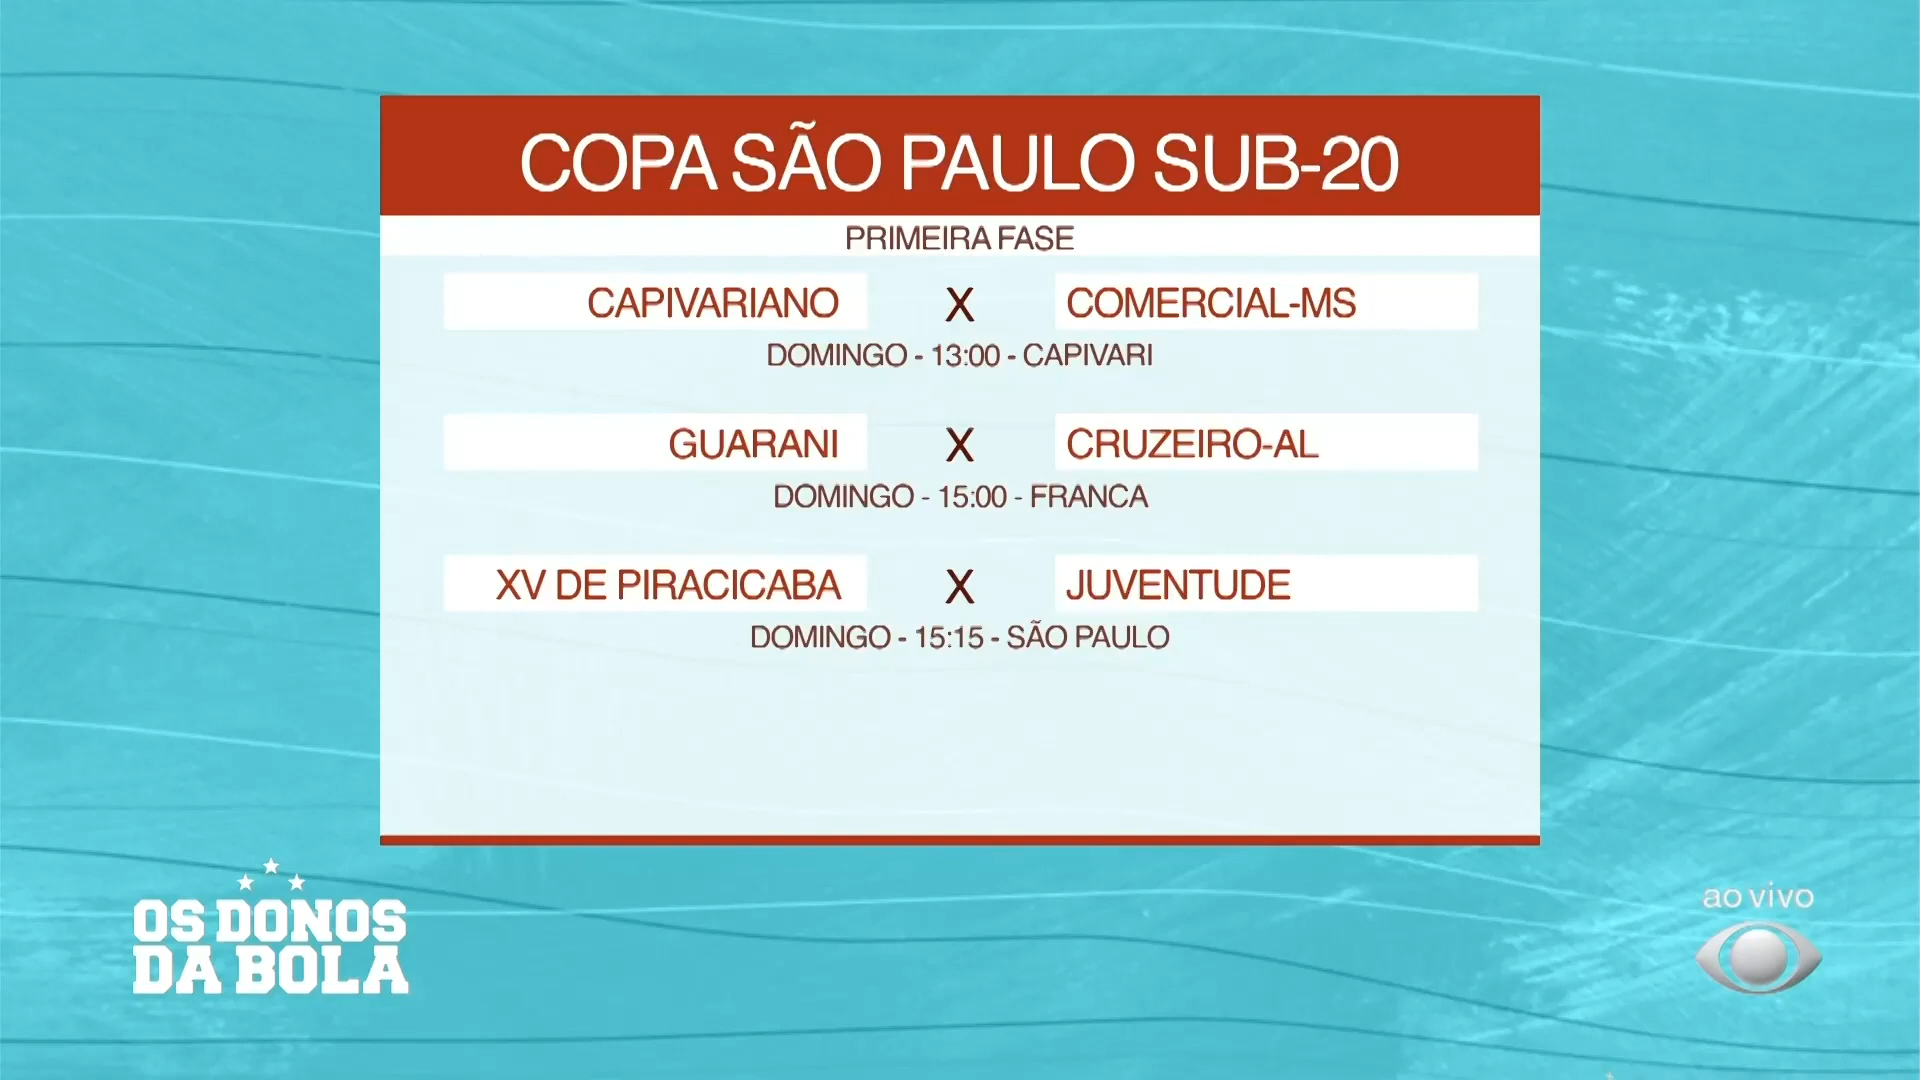 COPA SÃO PAULO SUB-20
PRIMEIRA FASE
CAPIVARIANO X COMERCIAL-MS
DOMINGO - 13:00 - CAPIVARI
GUARANI X CRUZEIRO-AL
DOMINGO - 15:00 - FRANCA
XV DE PIRACICABA X JUVENTUDE
DOMINGO - 15:15 - SÃO PAULO
OS DONOS
DA BOLA
ao vivo